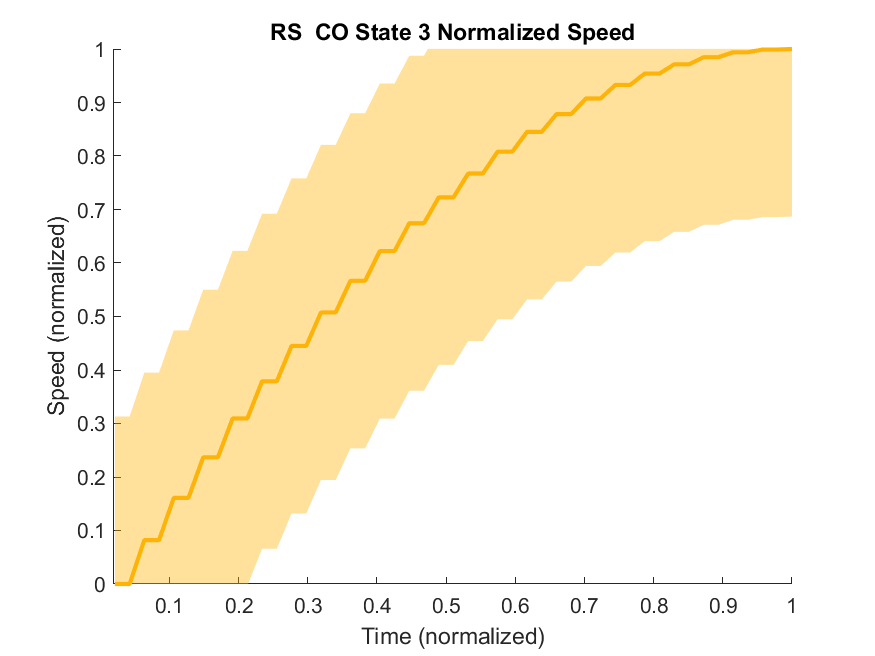 RS  CO State 3 Normalized Speed
1
0.9
0.8
0.7
0.6
0.5
0.4
0.3
0.2
0.1
0
Speed (normalized)
0.1 0.2 0.3 0.4 0.5 0.6 0.7 0.8 0.9 1
Time (normalized)